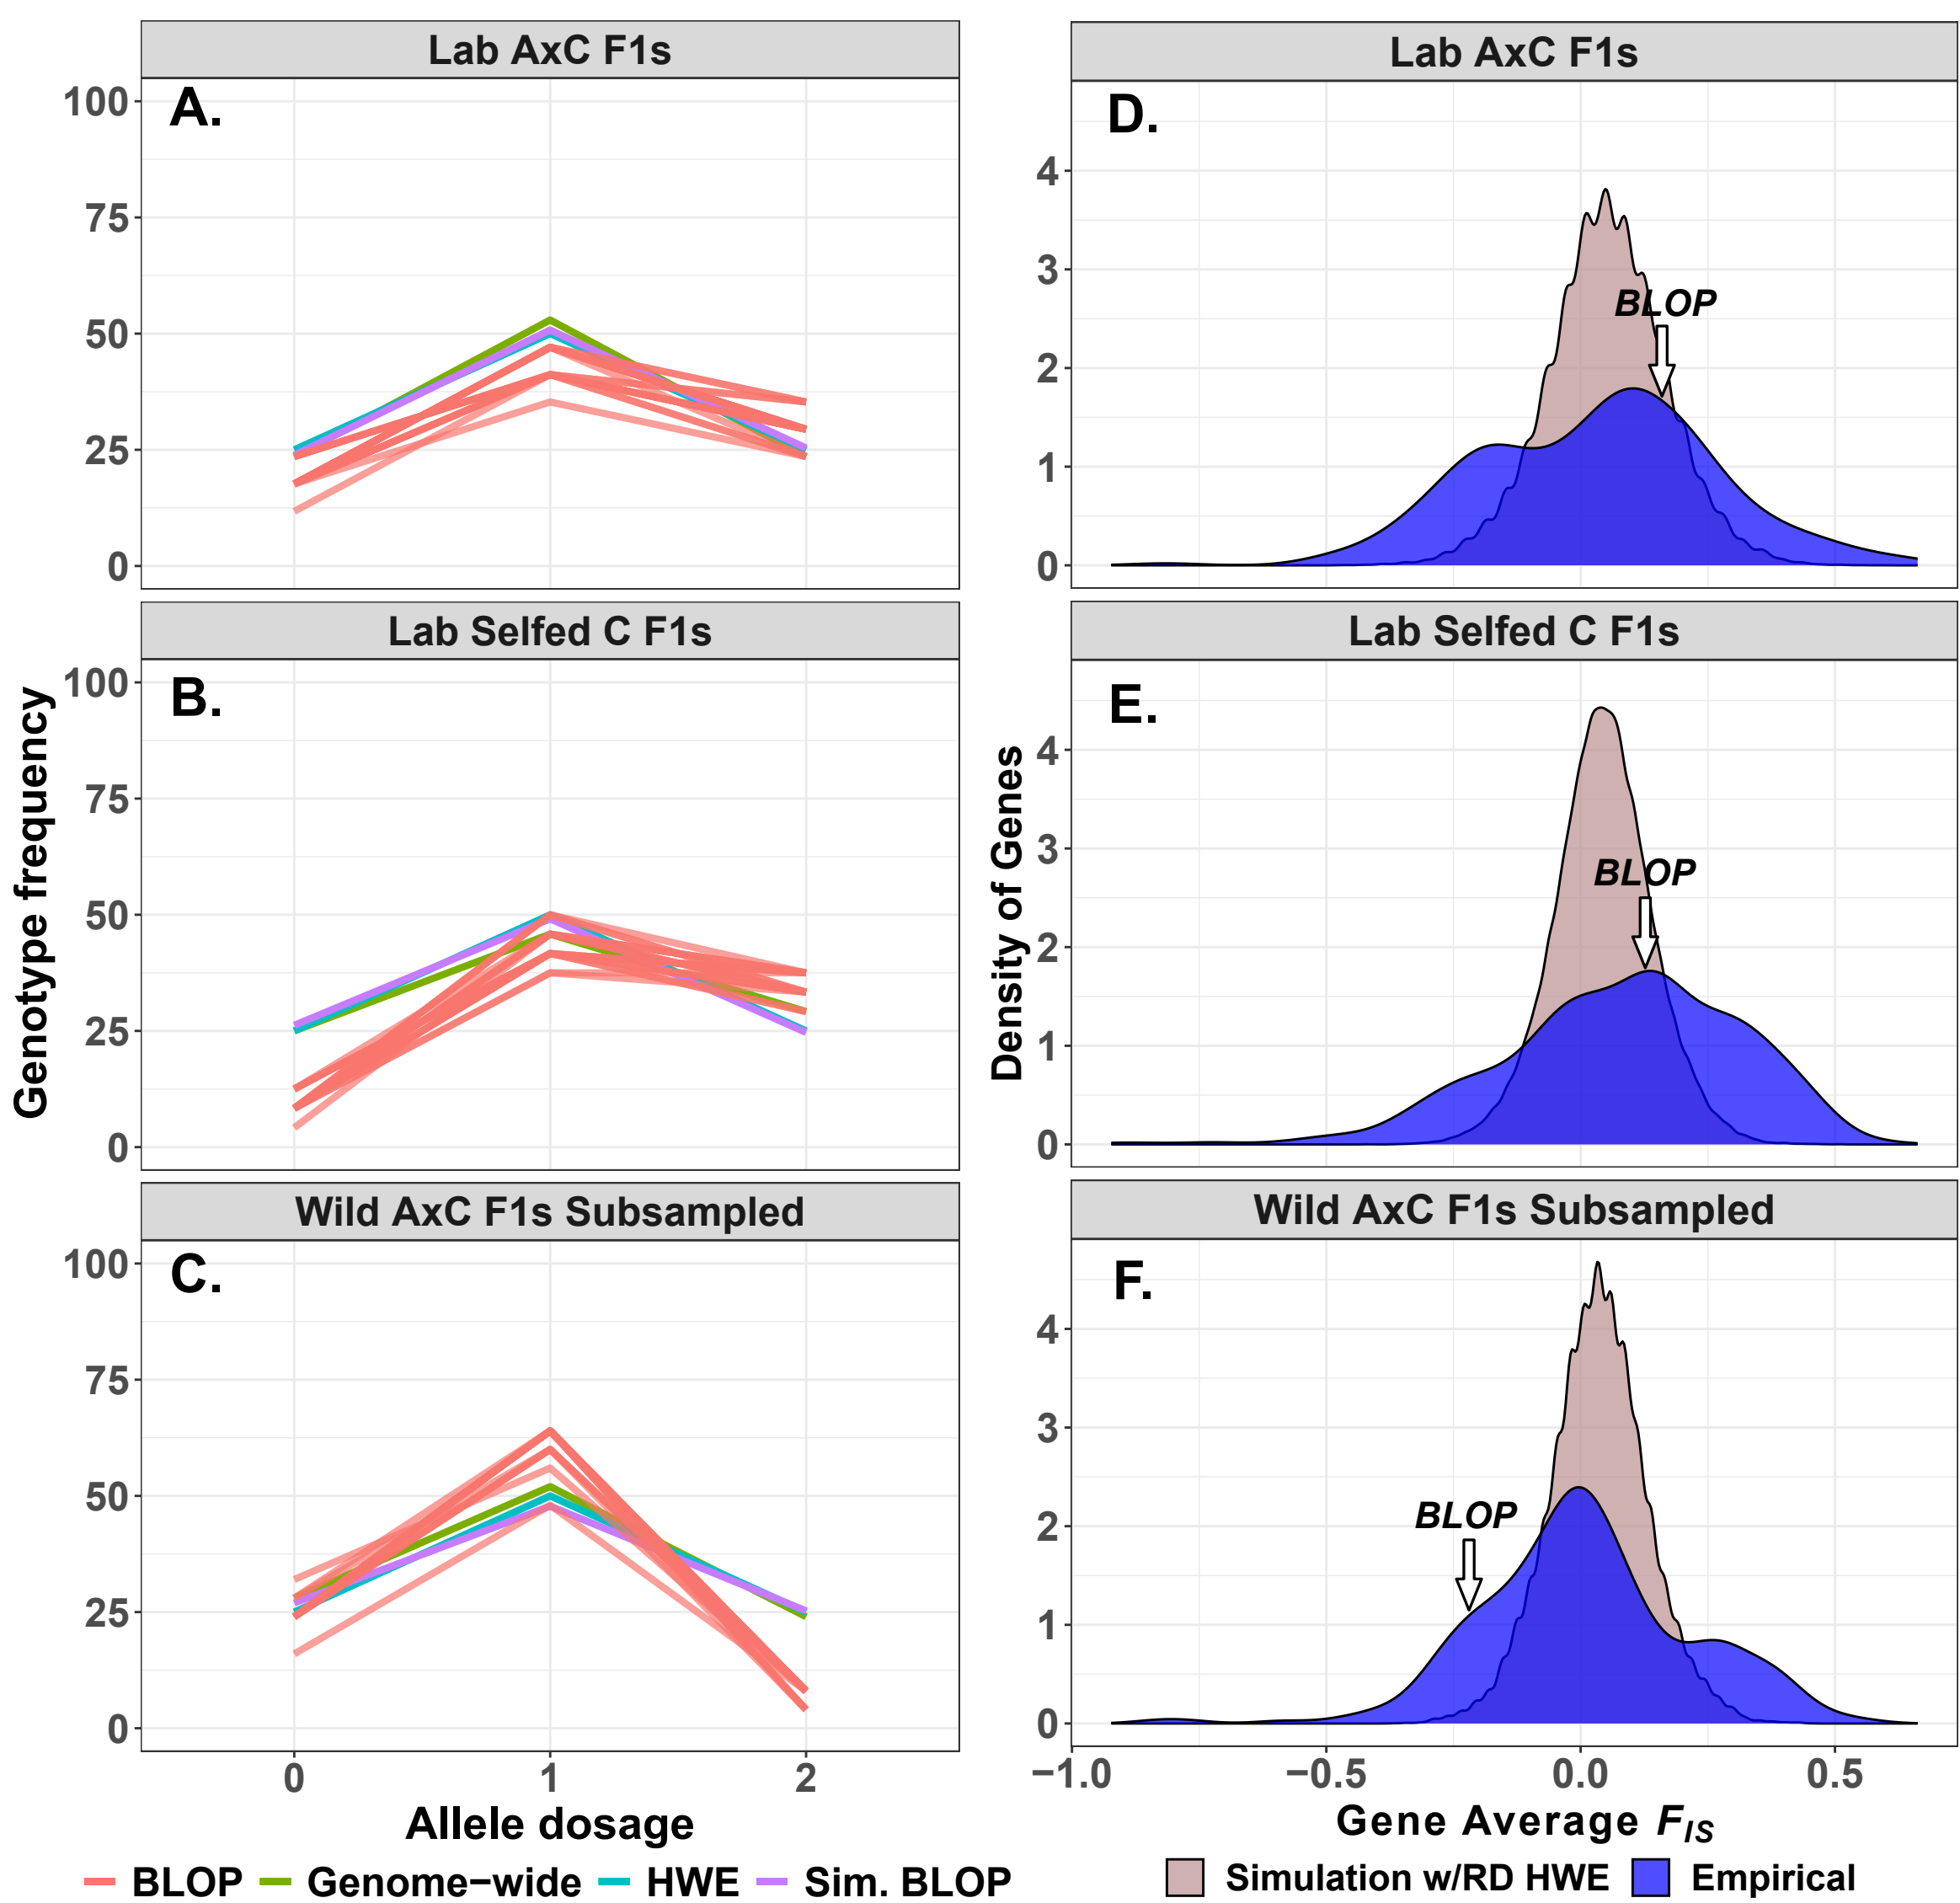 Lab AxC F1s
A.
100
75
50
25
0
Lab Selfed C F1s
B.
100
75
50
25
0
Wild AxC F1s Subsampled
C.
100
75
50
25
0
Genotype frequency
0 1 2
Allele dosage
BLOP Genome−wide HWE Sim. BLOP
Lab AxC F1s
D.
4
3
2
1
0
BLOP
Lab Selfed C F1s
E.
4
3
2
1
0
BLOP
Wild AxC F1s Subsampled
F.
4
3
2
1
0
BLOP
Density of Genes
−1.0 −0.5 0.0 0.5
Gene Average FIS
Simulation w/RD HWE Empirical